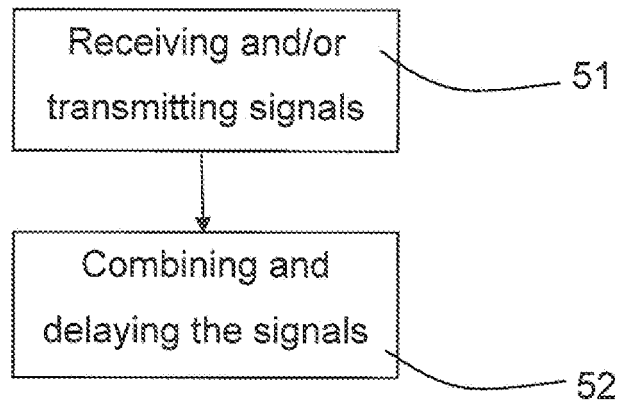 Receiving and/or
transmitting signals
51
Combining and
delaying the signals
52